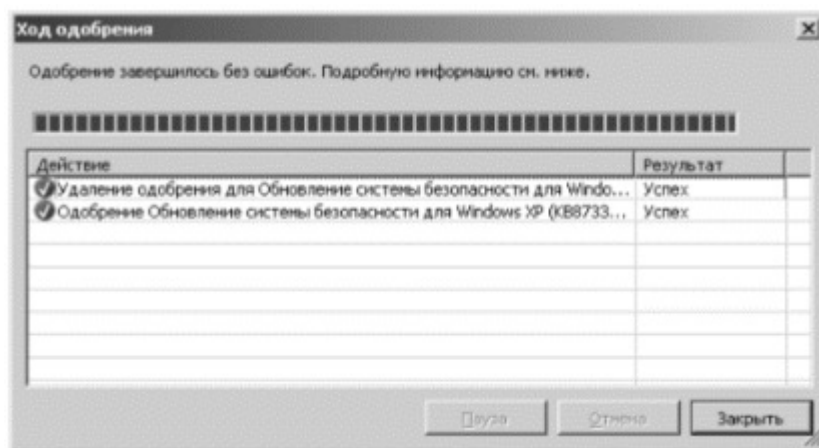 Ход одобрения
Одобрение завершилось без ошибок. Подробную информацию см. ниже.
Действие Результат
Удаление одобрения для Обновление системы безопасности для Windo... Успех
Одобрение Обновление системы безопасности для Windows XP (KB8733... Успех
Пауза Отмена Закрыть